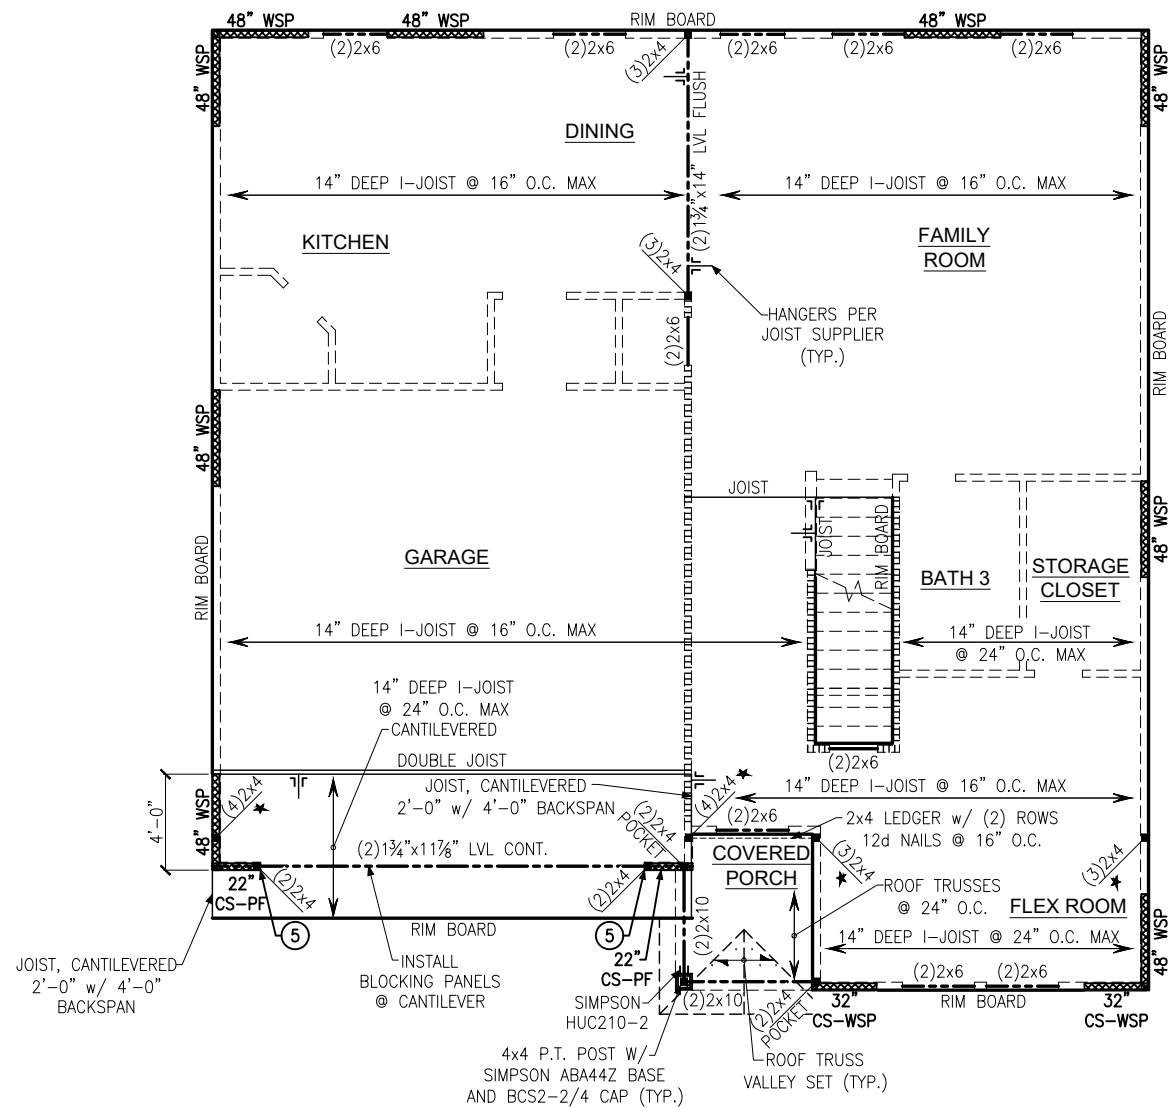 48" WSP
48" WSP
RIM BOARD
48" WSP
(2)2x6
(2)2x6
(3)2x4
(2)2x6
(2)2x6
(2)2x6
48" WSP
48" WSP
DINING
(2)1¾"x14" LVL FLUSH
14" DEEP I-JOIST @ 16" O.C. MAX
14" DEEP I-JOIST @ 16" O.C. MAX
KITCHEN
(3)2x4
FAMILY
ROOM
HANGERS PER
JOIST SUPPLIER
(TYP.)
(2)2x6
RIM BOARD
48" WSP
JOIST
JOIST
RIM BOARD
48" WSP
GARAGE
BATH 3
STORAGE
CLOSET
RIM BOARD
14" DEEP I-JOIST @ 16" O.C. MAX
14" DEEP I-JOIST
@ 24" O.C. MAX
14" DEEP I-JOIST
@ 24" O.C. MAX
CANTILEVERED
DOUBLE JOIST
(2)2x6
JOIST, CANTILEVERED
2'-0" w/ 4'-0"
BACKSPAN
4'-0"
48" WSP
(4)2x4
(4)2x4
14" DEEP I-JOIST @ 16" O.C. MAX
(2)2x4
POCKET
(2)2x6
2x4 LEDGER w/ (2) ROWS
12d NAILS @ 16" O.C.
(2)1¾"x11⅞" LVL CONT.
COVERED
PORCH
(3)2x4
(3)2x4
22"
CS-PF
(2)2x4
(2)2x4
ROOF TRUSSES
@ 24" O.C.
FLEX ROOM
5
RIM BOARD
5
(2)2x10
14" DEEP I-JOIST @ 24" O.C. MAX
48" WSP
JOIST, CANTILEVERED
2'-0" w/ 4'-0"
BACKSPAN
INSTALL
BLOCKING PANELS
@ CANTILEVER
22"
CS-PF
(2)2x6
(2)2x6
SIMPSON
HUC210-2
(2)2x10
(2)2x4
POCKET
32"
CS-WSP
RIM BOARD
32"
CS-WSP
4x4 P.T. POST W/
SIMPSON ABA44Z BASE
AND BCS2-2/4 CAP (TYP.)
ROOF TRUSS
VALLEY SET (TYP.)